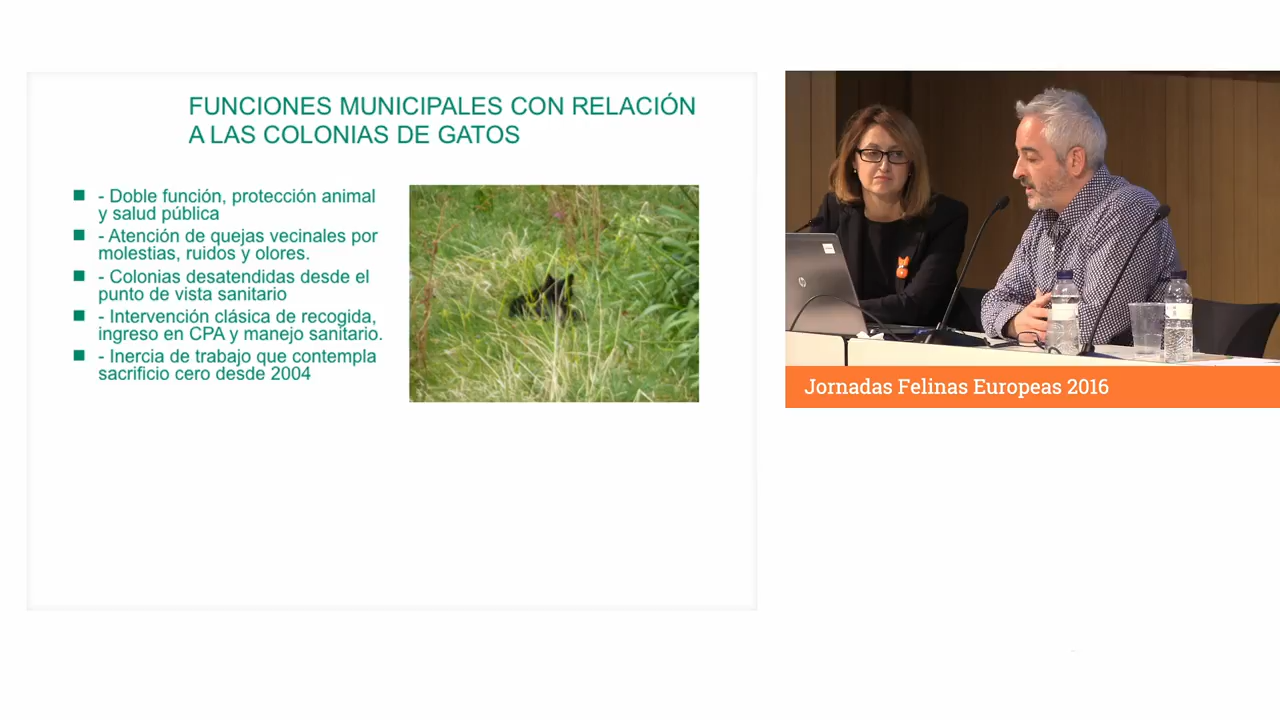 FUNCIONES MUNICIPALES CON RELACIÓN
A LAS COLONIAS DE GATOS
- Doble función, protección animal
y salud pública
- Atención de quejas vecinales por
molestias, ruidos y olores.
- Colonias desatendidas desde el
punto de vista sanitario
- Intervención clásica de recogida,
ingreso en CPA y manejo sanitario.
- Inercia de trabajo que contempla
sacrificio cero desde 2004
hp
Jornadas Felinas Europeas 2016